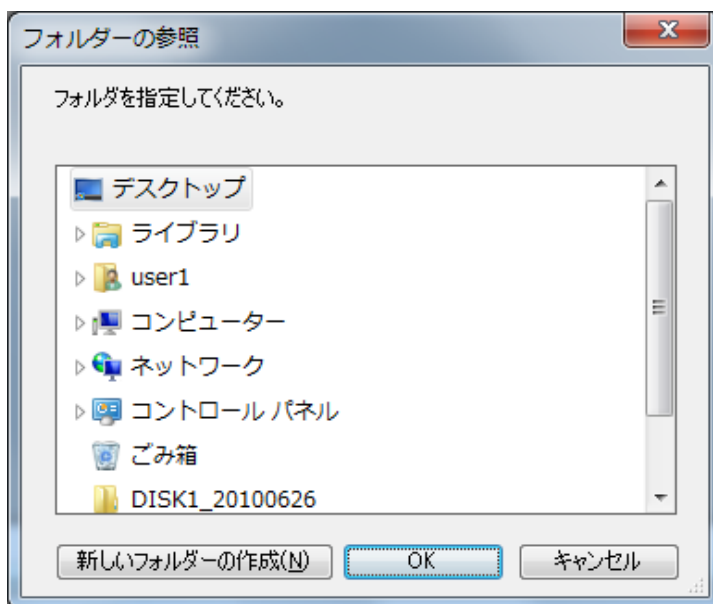 フォルダーの参照
フォルダを指定してください。
デスクトップ
ライブラリ
user1
コンピューター
ネットワーク
コントロール パネル
ごみ箱
DISK1_20100626
新しいフォルダーの作成(N) OK キャンセル